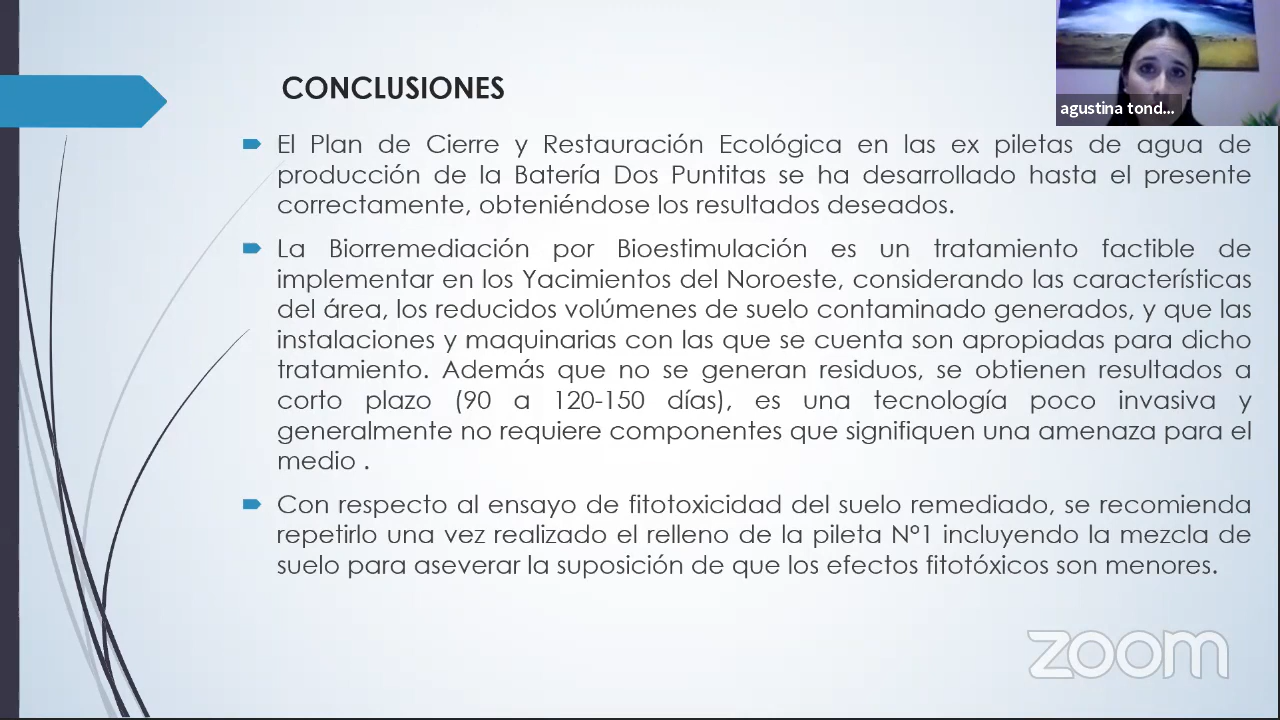 CONCLUSIONES
agustina tond...
El Plan de Cierre y Restauración Ecológica en las ex piletas de agua de
producción de la Batería Dos Puntitas se ha desarrollado hasta el presente
correctamente, obteniéndose los resultados deseados.
La Biorremediación por Bioestimulación es un tratamiento factible de
implementar en los Yacimientos del Noroeste, considerando las características
del área, los reducidos volúmenes de suelo contaminado generados, y que las
instalaciones y maquinarias con las que se cuenta son apropiadas para dicho
tratamiento. Además que no se generan residuos, se obtienen resultados a
corto plazo (90 a 120-150 días), es una tecnología poco invasiva y
generalmente no requiere componentes que signifiquen una amenaza para el
medio .
Con respecto al ensayo de fitotoxicidad del suelo remediado, se recomienda
repetirlo una vez realizado el relleno de la pileta N°1 incluyendo la mezcla de
suelo para aseverar la suposición de que los efectos fitotóxicos son menores.
zoom